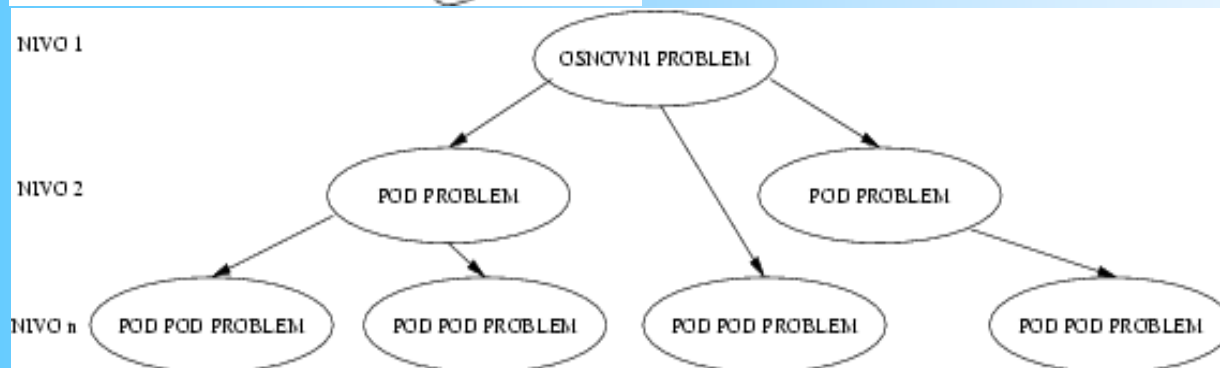 NIVO 1
OSNOVNI PROBLEM
NIVO 2
POD PROBLEM
POD PROBLEM
NIVO n
POD POD PROBLEM
POD POD PROBLEM
POD POD PROBLEM
POD POD PROBLEM